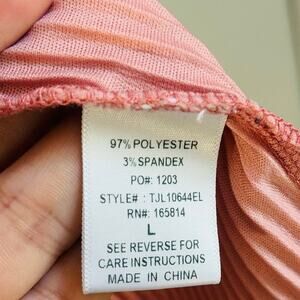 97% POLYESTER
3% SPANDEX
PO#: 1203
STYLE# : TJL10644EL
RN#: 165814
L
SEE REVERSE FOR
CARE INSTRUCTIONS
MADE IN CHINA